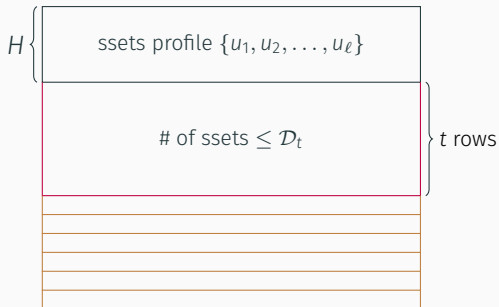 H
ssets profile {u₁, u₂, . . . , uℓ}
# of ssets ≤ 𝒟ₜ
t rows